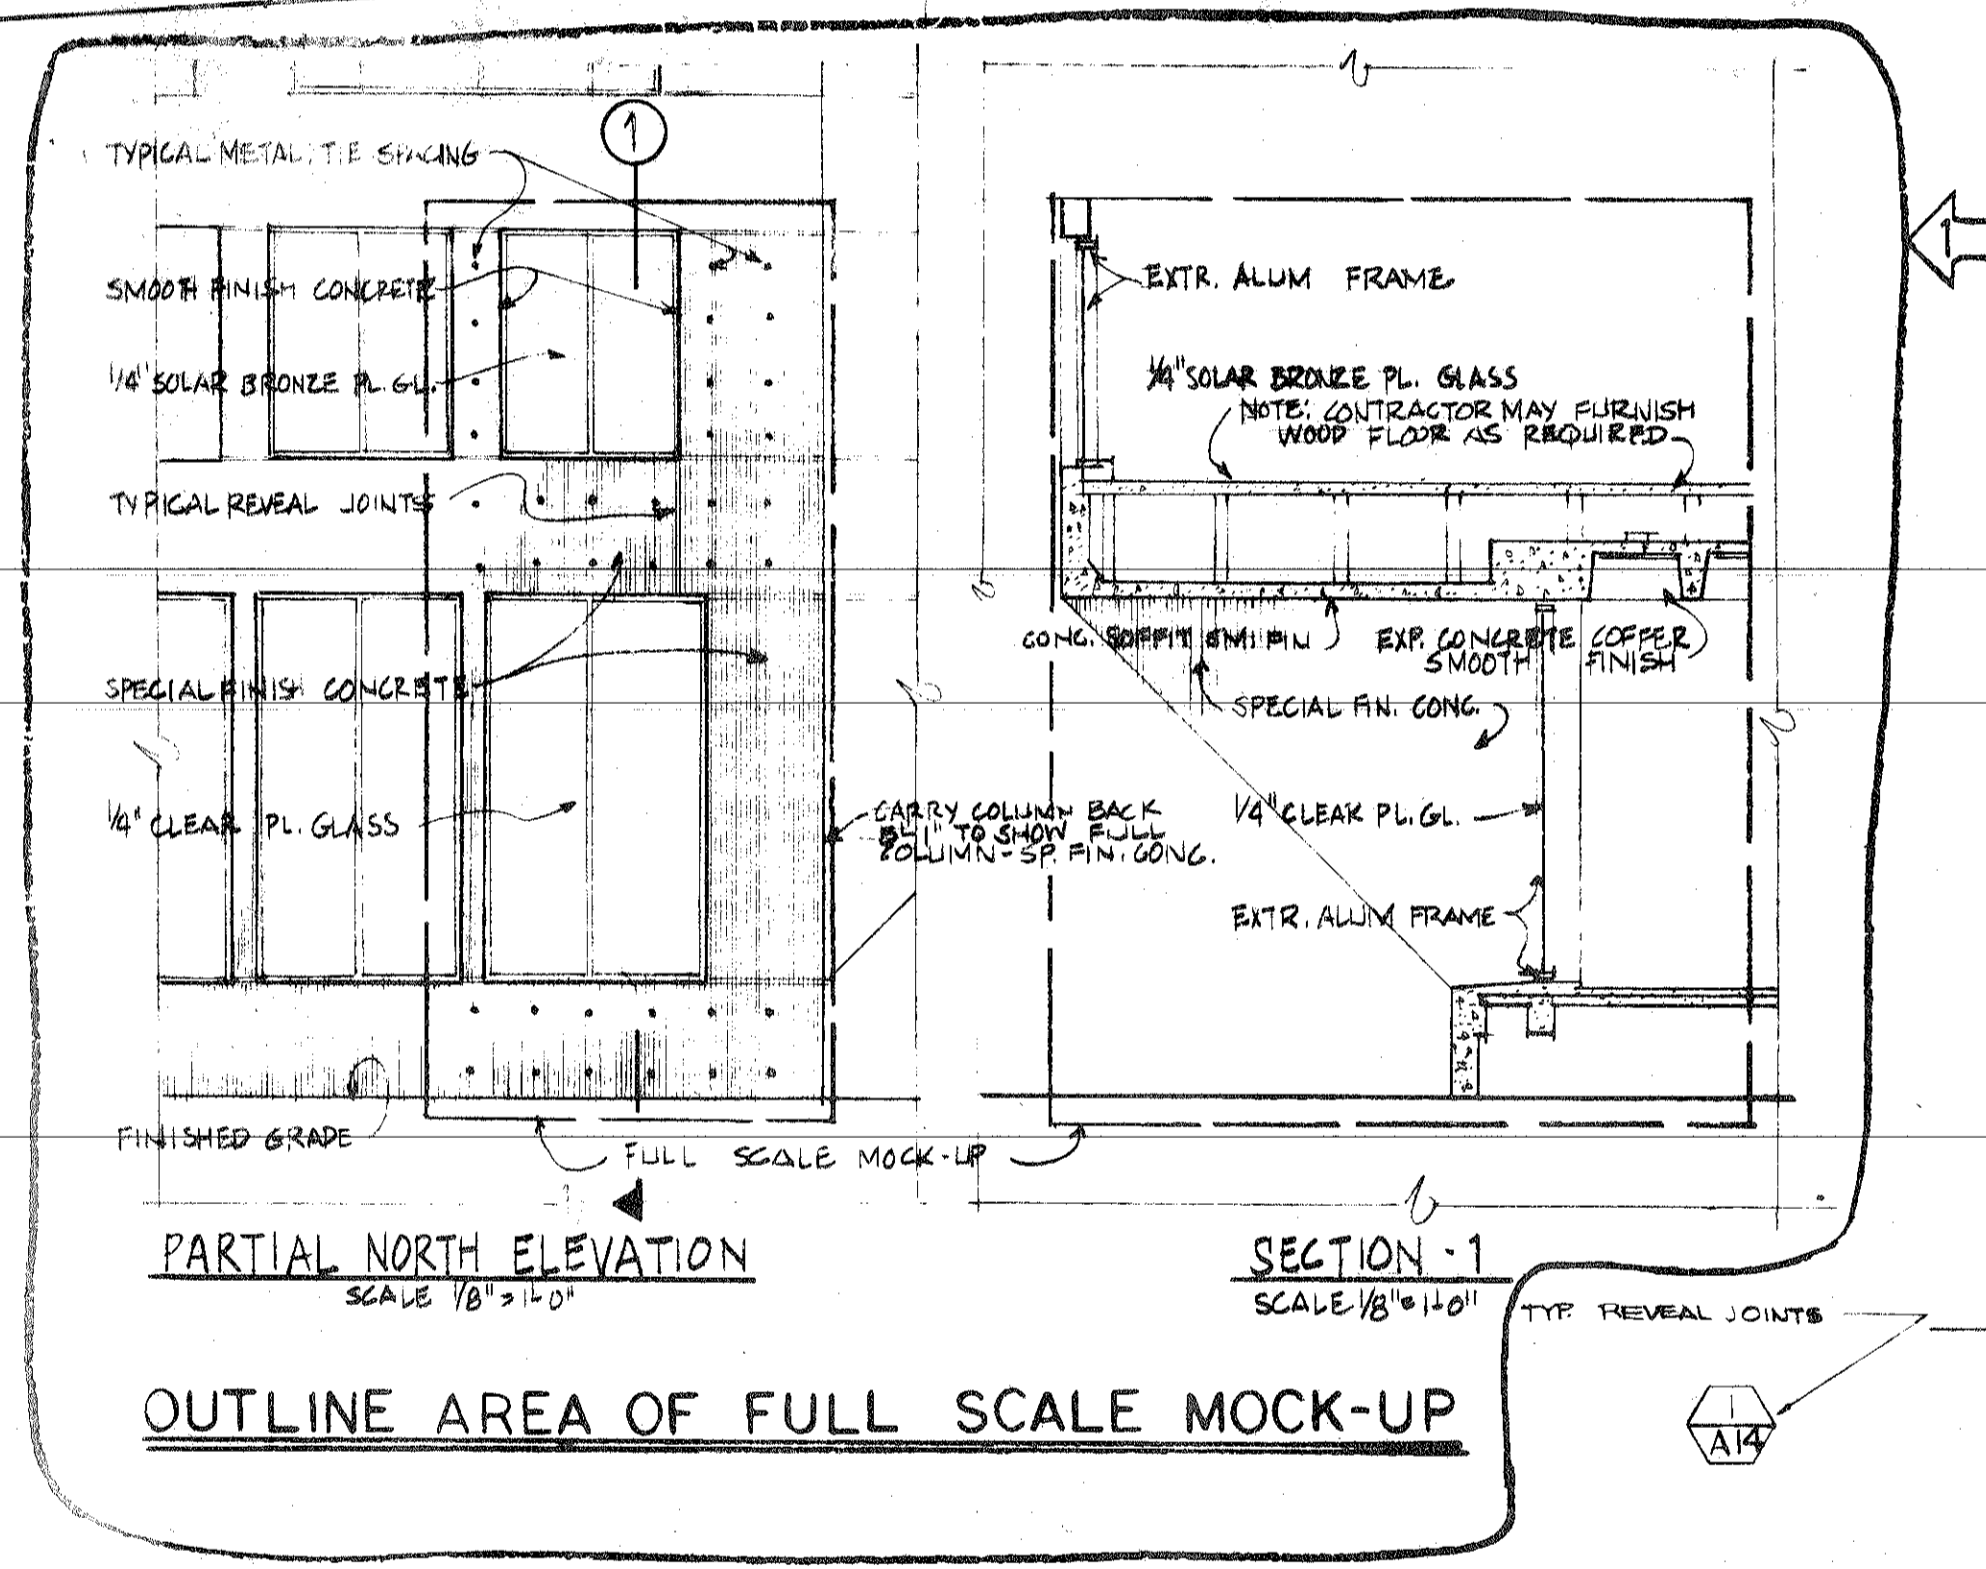 1
TYPICAL METAL TIE SPACING
SMOOTH FINISH CONCRETE
1/4" SOLAR BRONZE PL. GL.
TYPICAL REVEAL JOINTS
SPECIAL FINISH CONCRETE
1/4" CLEAR PL. GLASS
FINISHED GRADE
CARRY COLUMN BACK
TO SHOW FULL
COLUMN-SP. FIN. CONC.
FULL SCALE MOCK-UP
PARTIAL NORTH ELEVATION
SCALE 1/8" = 1'-0"
EXTR. ALUM FRAME
1/4" SOLAR BRONZE PL. GLASS
NOTE: CONTRACTOR MAY FURNISH
WOOD FLOOR AS REQUIRED
CONC. SOFFIT SM. FIN
EXP. CONCRETE COFFER
SMOOTH FINISH
SPECIAL FIN. CONC.
1/4" CLEAR PL. GL.
EXTR. ALUM FRAME
SECTION - 1
SCALE 1/8" = 1'-0"
1
TYP. REVEAL JOINTS
1
A14
OUTLINE AREA OF FULL SCALE MOCK-UP